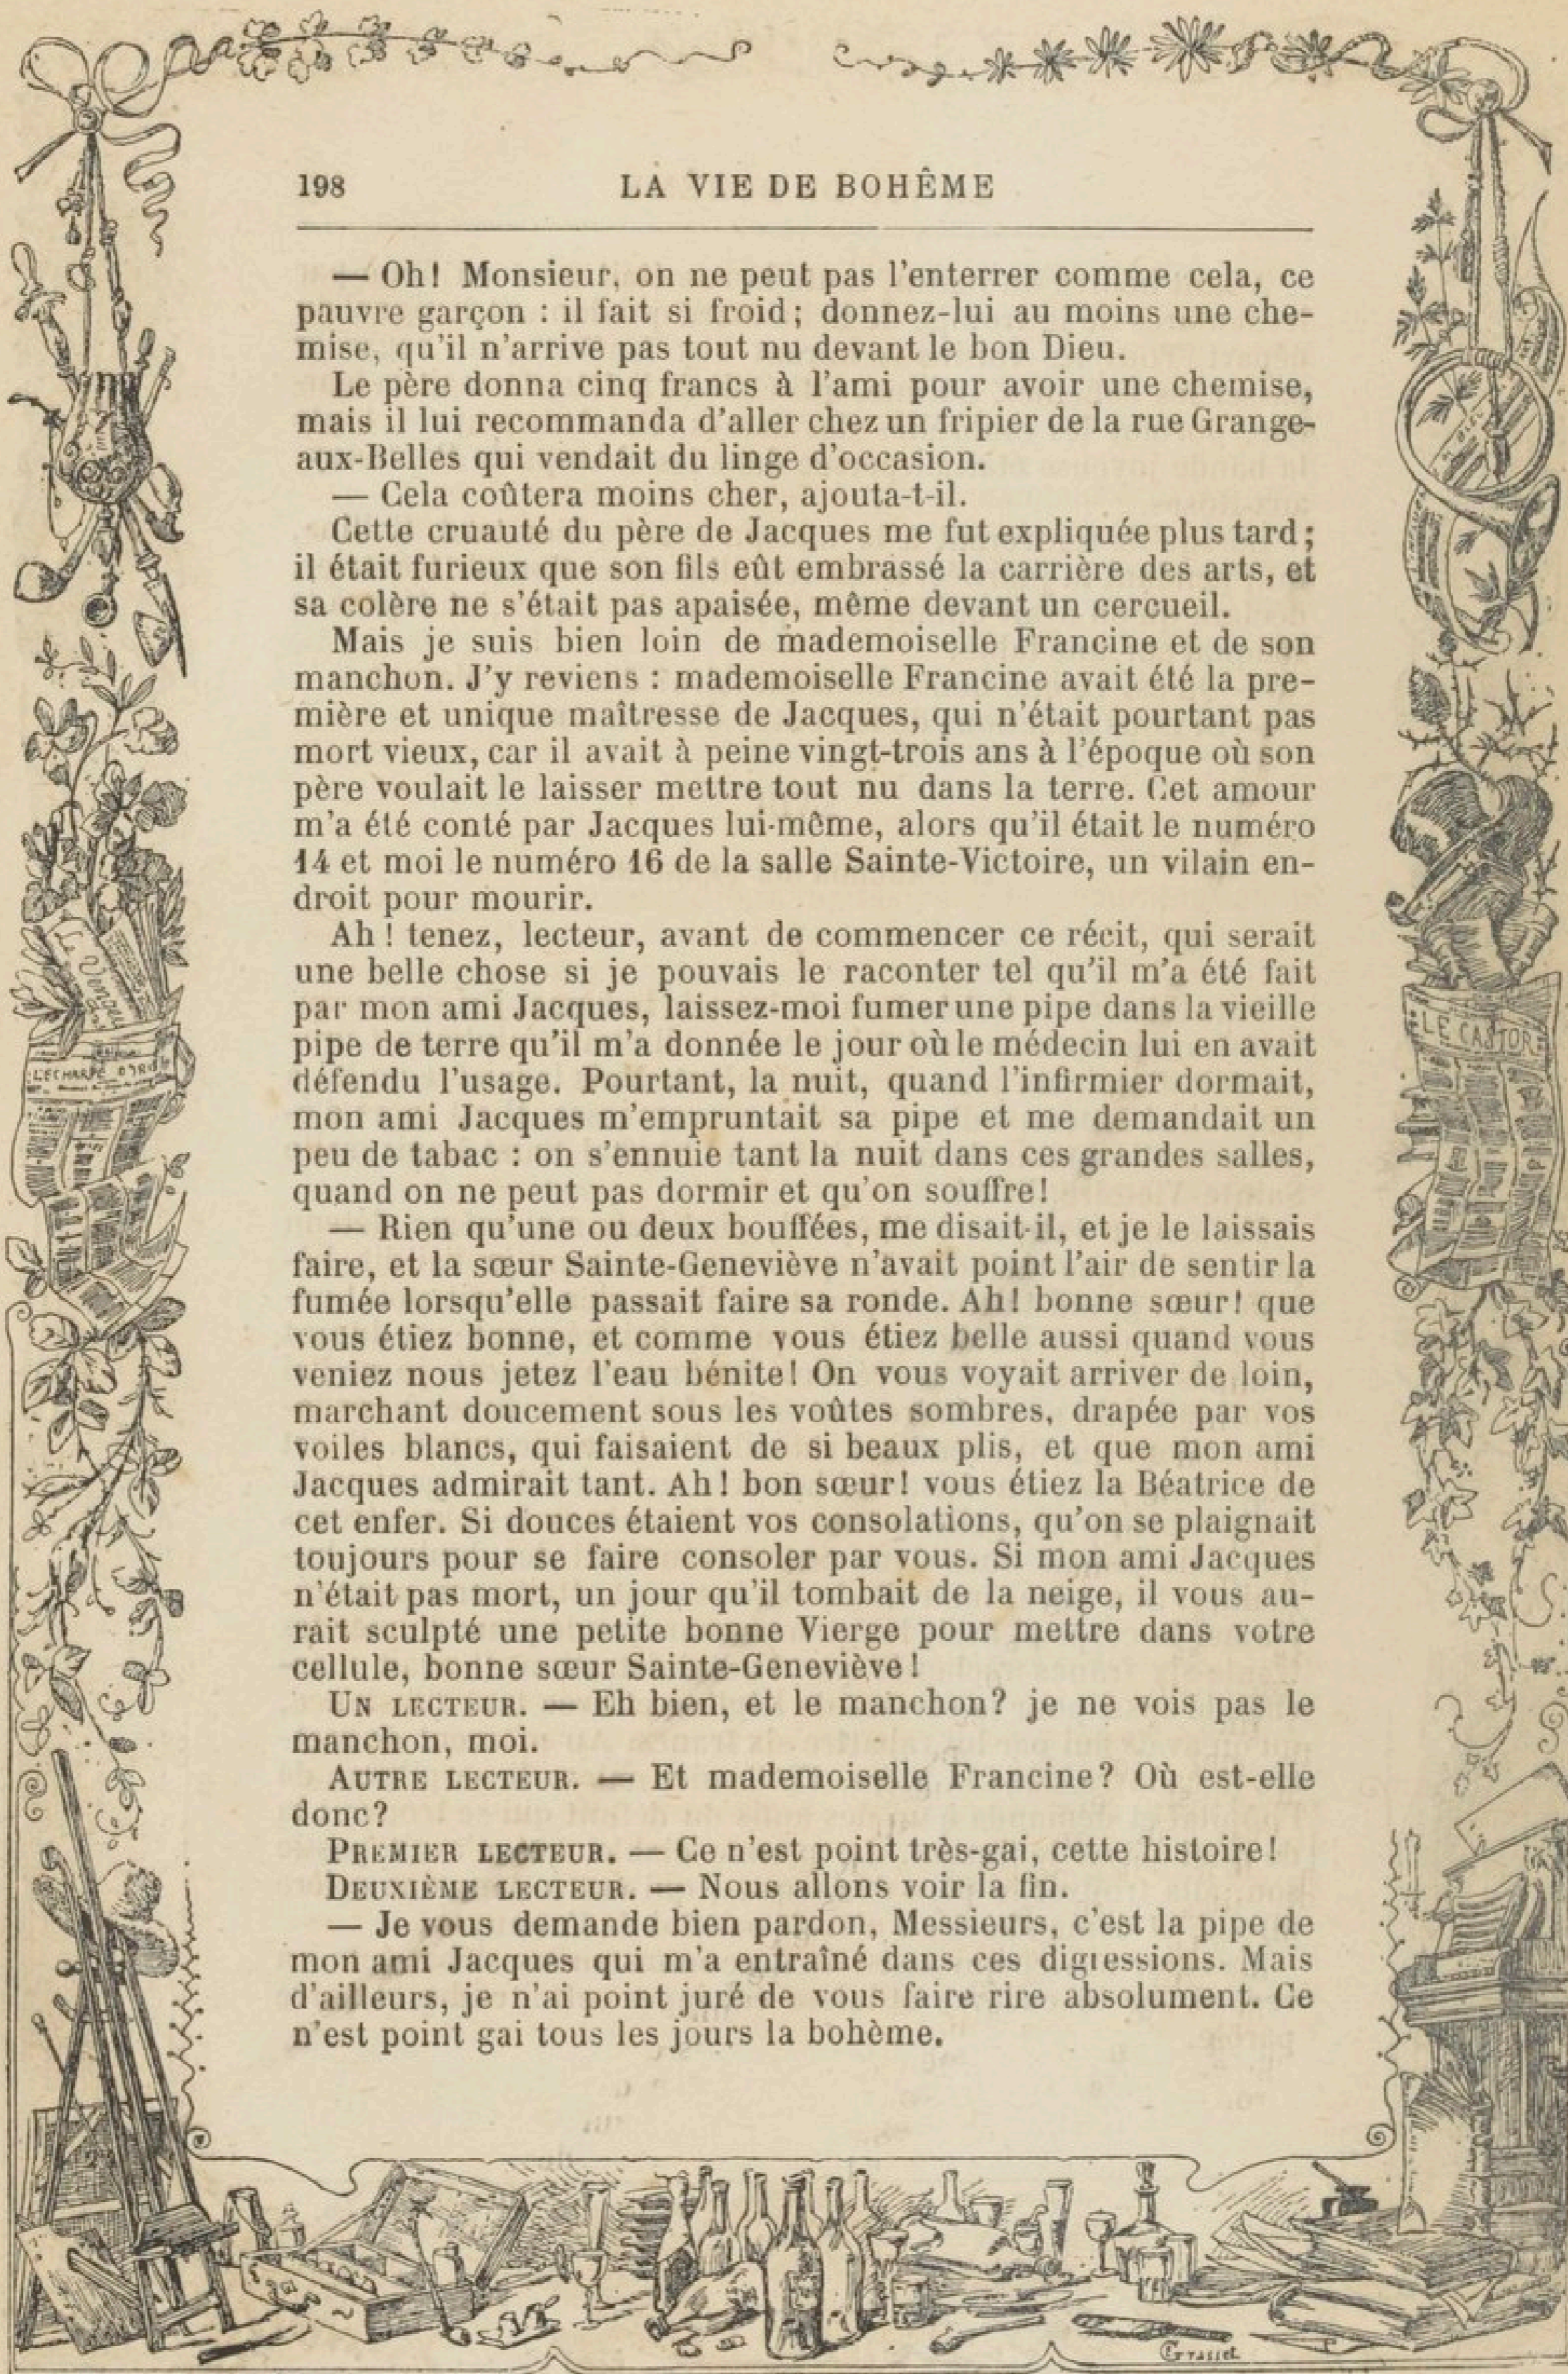 198
LA VIE DE BOHÊME
— Oh! Monsieur, on ne peut pas l'enterrer comme cela, ce
pauvre garçon : il fait si froid; donnez-lui au moins une che-
mise, qu'il n'arrive pas tout nu devant le bon Dieu.
Le père donna cinq francs à l'ami pour avoir une chemise,
mais il lui recommanda d'aller chez un fripier de la rue Grange-
aux-Belles qui vendait du linge d'occasion.
— Cela coûtera moins cher, ajouta-t-il.
Cette cruauté du père de Jacques me fut expliquée plus tard;
il était furieux que son fils eût embrassé la carrière des arts, et
sa colère ne s'était pas apaisée, même devant un cercueil.
Mais je suis bien loin de mademoiselle Francine et de son
manchon. J'y reviens : mademoiselle Francine avait été la pre-
mière et unique maîtresse de Jacques, qui n'était pourtant pas
mort vieux, car il avait à peine vingt-trois ans à l'époque où son
père voulait le laisser mettre tout nu dans la terre. Cet amour
m'a été conté par Jacques lui-même, alors qu'il était le numéro
14 et moi le numéro 16 de la salle Sainte-Victoire, un vilain en-
droit pour mourir.
Ah ! tenez, lecteur, avant de commencer ce récit, qui serait
une belle chose si je pouvais le raconter tel qu'il m'a été fait
par mon ami Jacques, laissez-moi fumer une pipe dans la vieille
pipe de terre qu'il m'a donnée le jour où le médecin lui en avait
défendu l'usage. Pourtant, la nuit, quand l'infirmier dormait,
mon ami Jacques m'empruntait sa pipe et me demandait un
peu de tabac : on s'ennuie tant la nuit dans ces grandes salles,
quand on ne peut pas dormir et qu'on souffre!
— Rien qu'une ou deux bouffées, me disait-il, et je le laissais
faire, et la sœur Sainte-Geneviève n'avait point l'air de sentir la
fumée lorsqu'elle passait faire sa ronde. Ah! bonne sœur! que
vous étiez bonne, et comme vous étiez belle aussi quand vous
veniez nous jetez l'eau bénite! On vous voyait arriver de loin,
marchant doucement sous les voûtes sombres, drapée par vos
voiles blancs, qui faisaient de si beaux plis, et que mon ami
Jacques admirait tant. Ah! bon sœur! vous étiez la Béatrice de
cet enfer. Si douces étaient vos consolations, qu'on se plaignait
toujours pour se faire consoler par vous. Si mon ami Jacques
n'était pas mort, un jour qu'il tombait de la neige, il vous au-
rait sculpté une petite bonne Vierge pour mettre dans votre
cellule, bonne sœur Sainte-Geneviève !
UN LECTEUR. — Eh bien, et le manchon? je ne vois pas le
manchon, moi.
AUTRE LECTEUR. — Et mademoiselle Francine? Où est-elle
donc?
PREMIER LECTEUR. — Ce n'est point très-gai, cette histoire!
DEUXIÈME LECTEUR. — Nous allons voir la fin.
— Je vous demande bien pardon, Messieurs, c'est la pipe de
mon ami Jacques qui m'a entraîné dans ces digressions. Mais
d'ailleurs, je n'ai point juré de vous faire rire absolument. Ce
n'est point gai tous les jours la bohème.
L'ECHARPE D'IRIS
LE CASTOR
Grasset